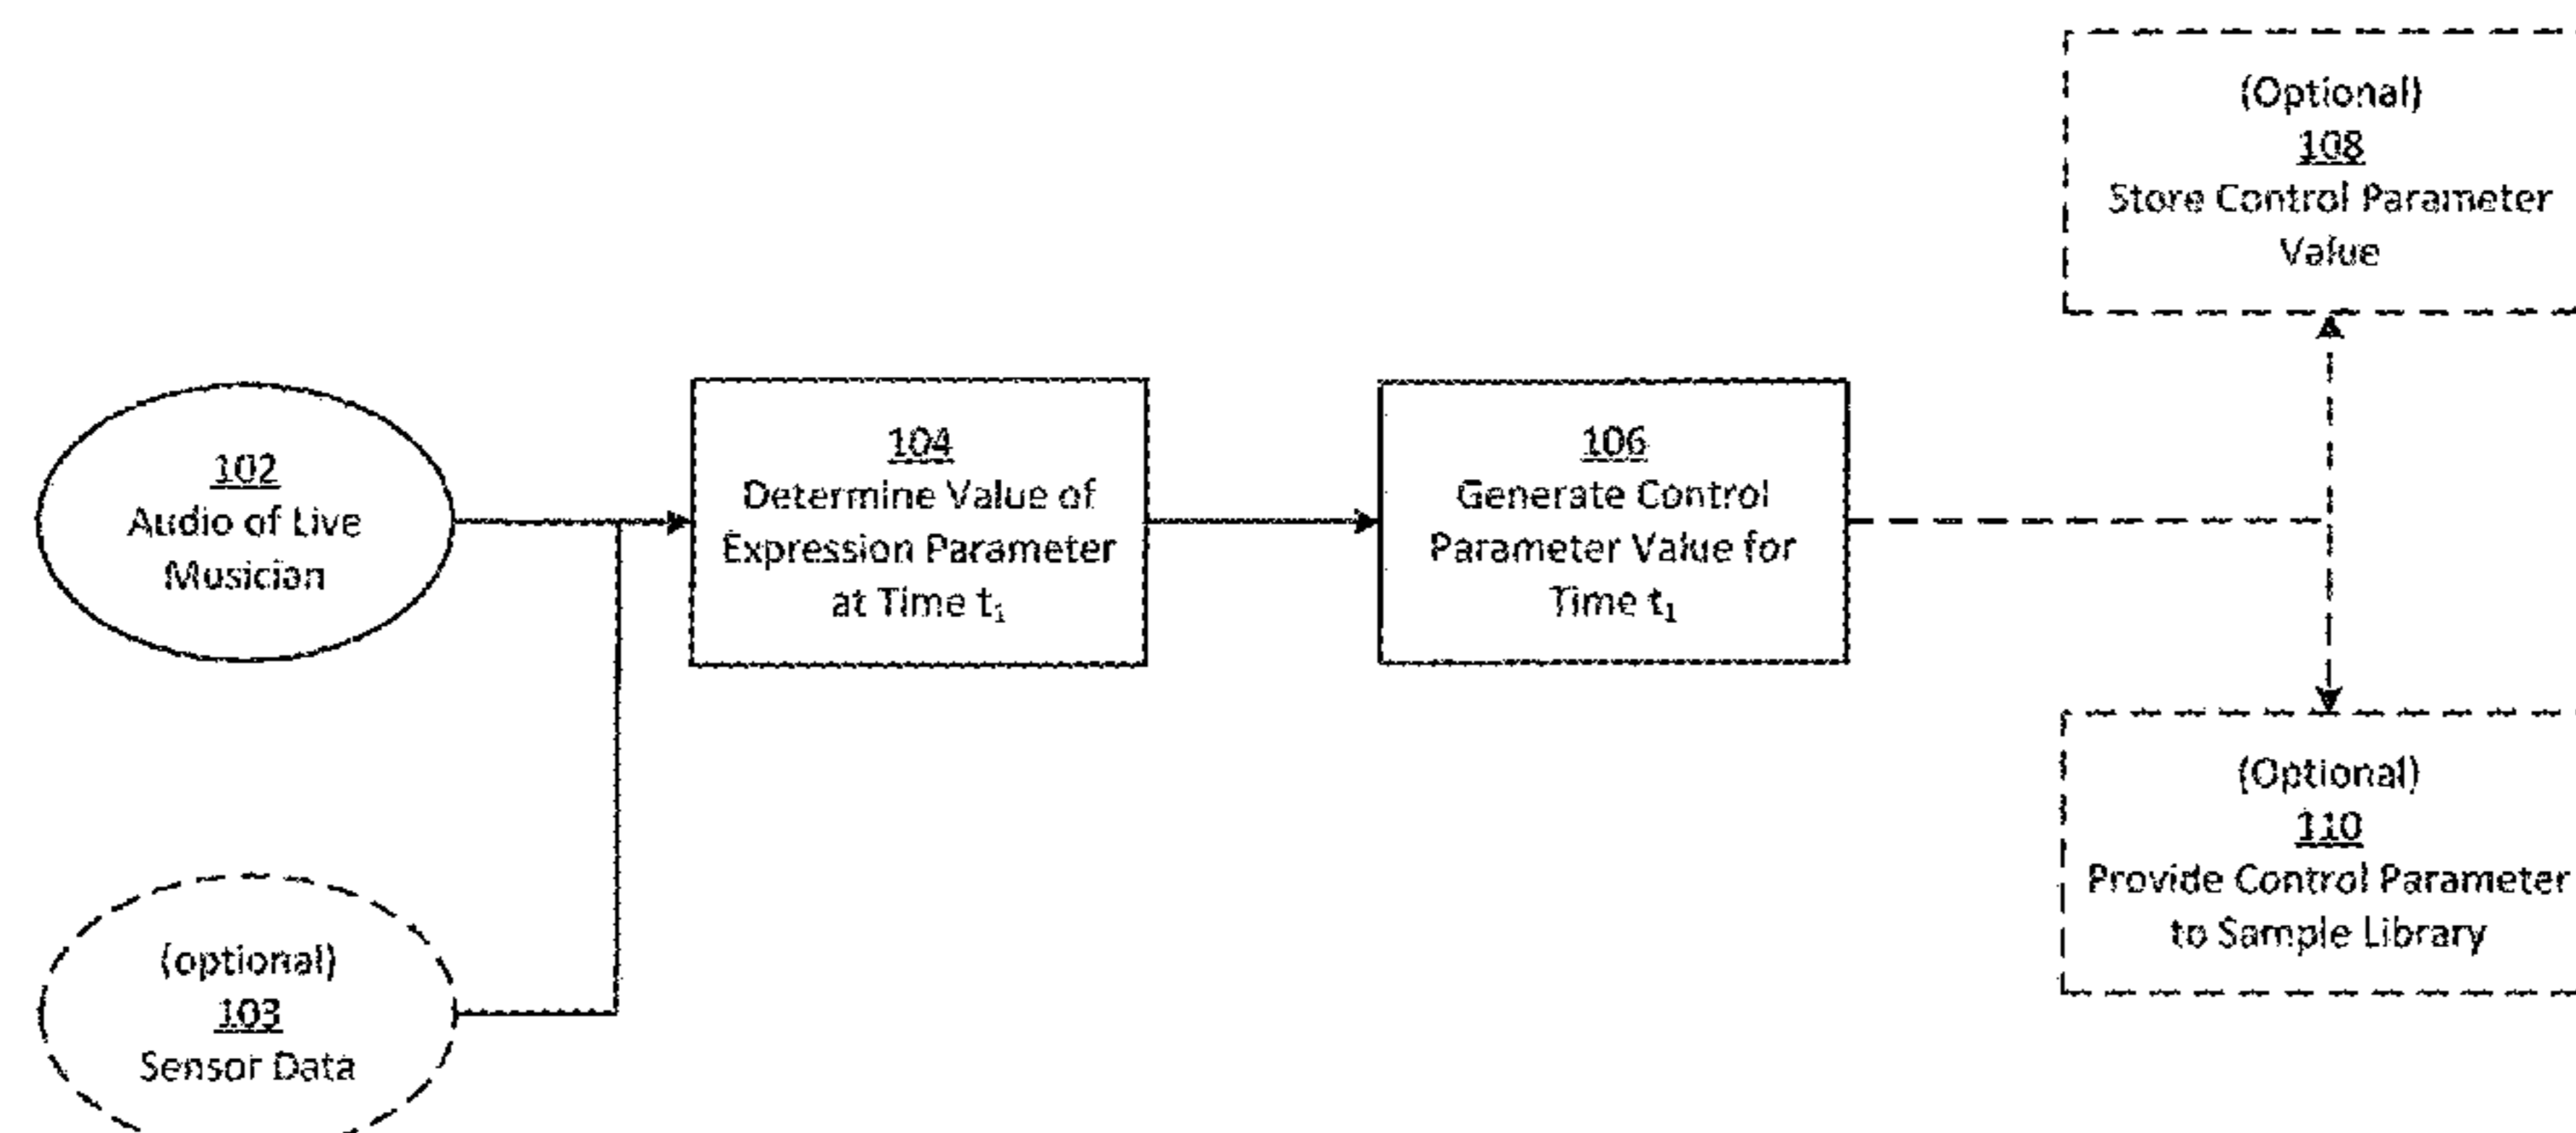 102
Audio of Live
Musician
(optional)
103
Sensor Data
104
Determine Value of
Expression Parameter
at Time t₁
106
Generate Control
Parameter Value for
Time t₁
(Optional)
108
Store Control Parameter
Value
(Optional)
110
Provide Control Parameter
to Sample Library